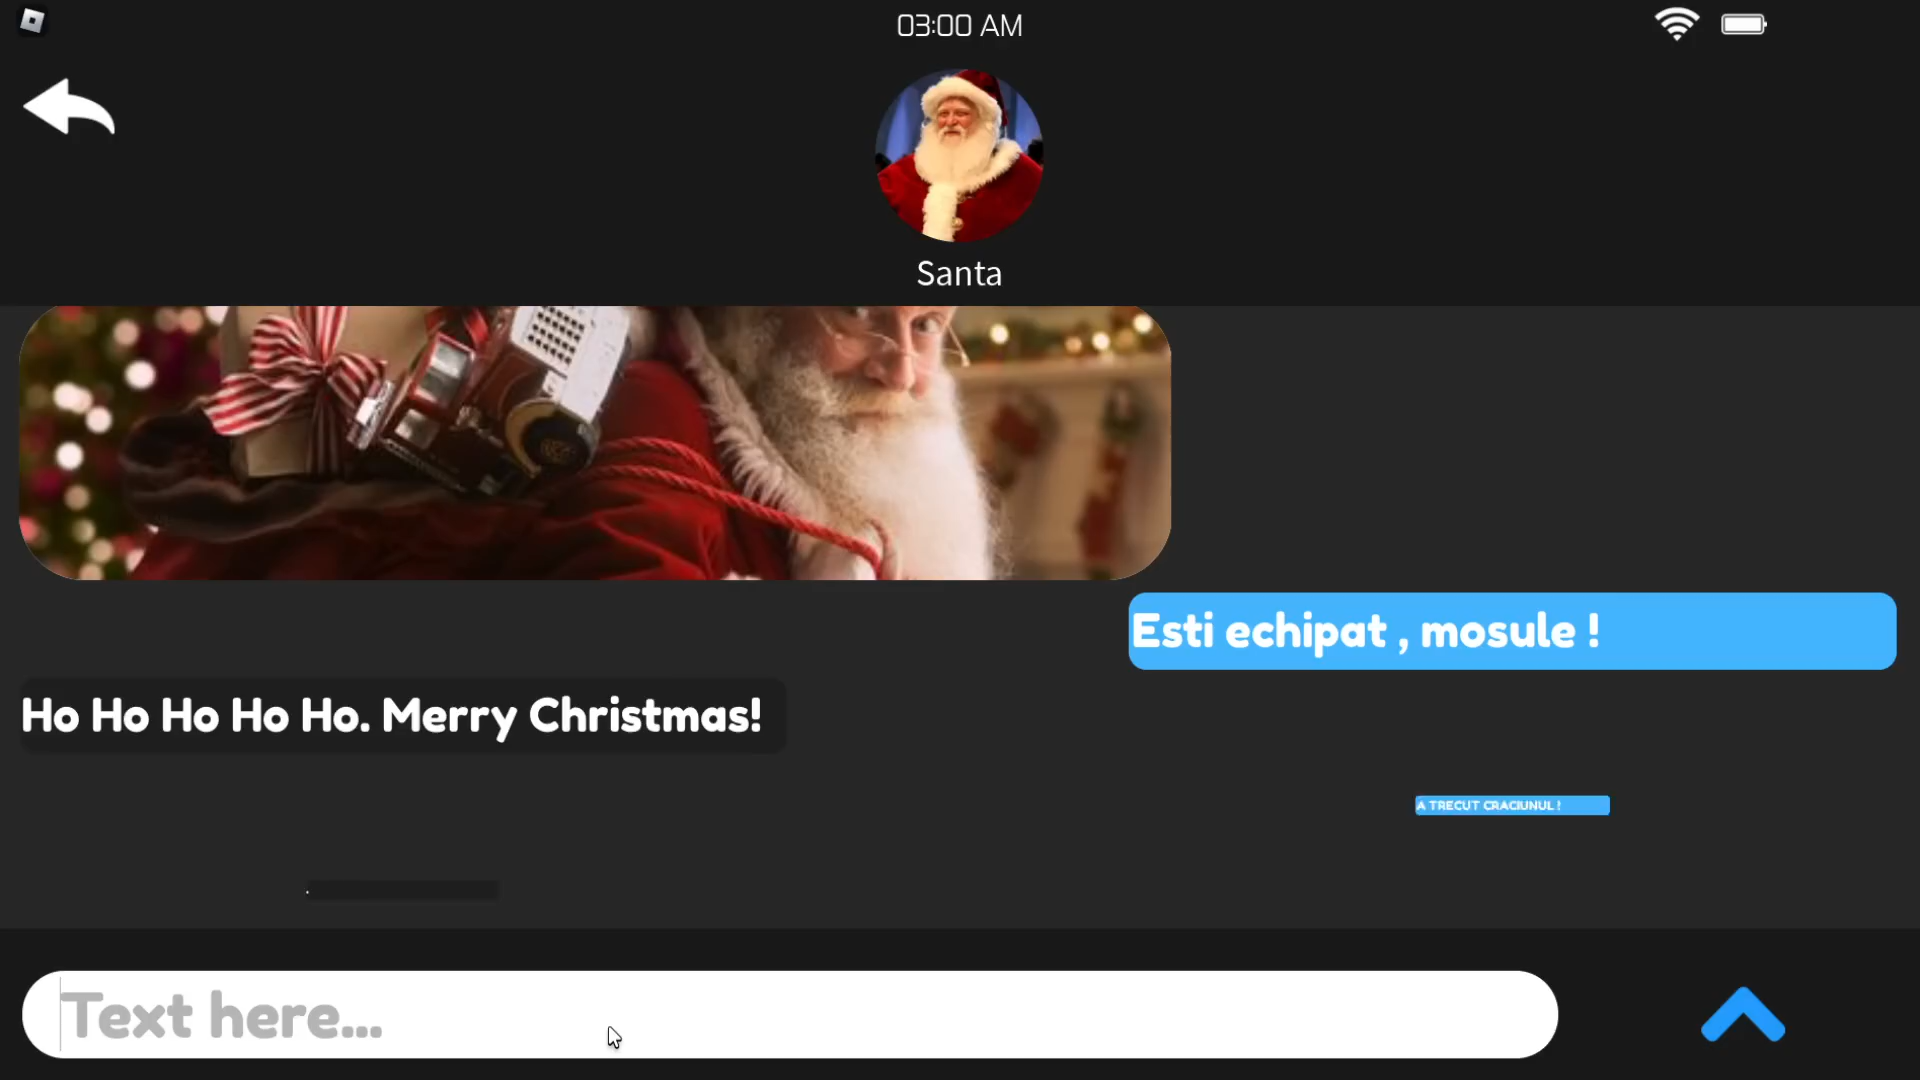 03:00 AM
Santa
Esti echipat , mosule !
Ho Ho Ho Ho Ho. Merry Christmas!
A TRECUT CRACIUNUL !
.
Text here...